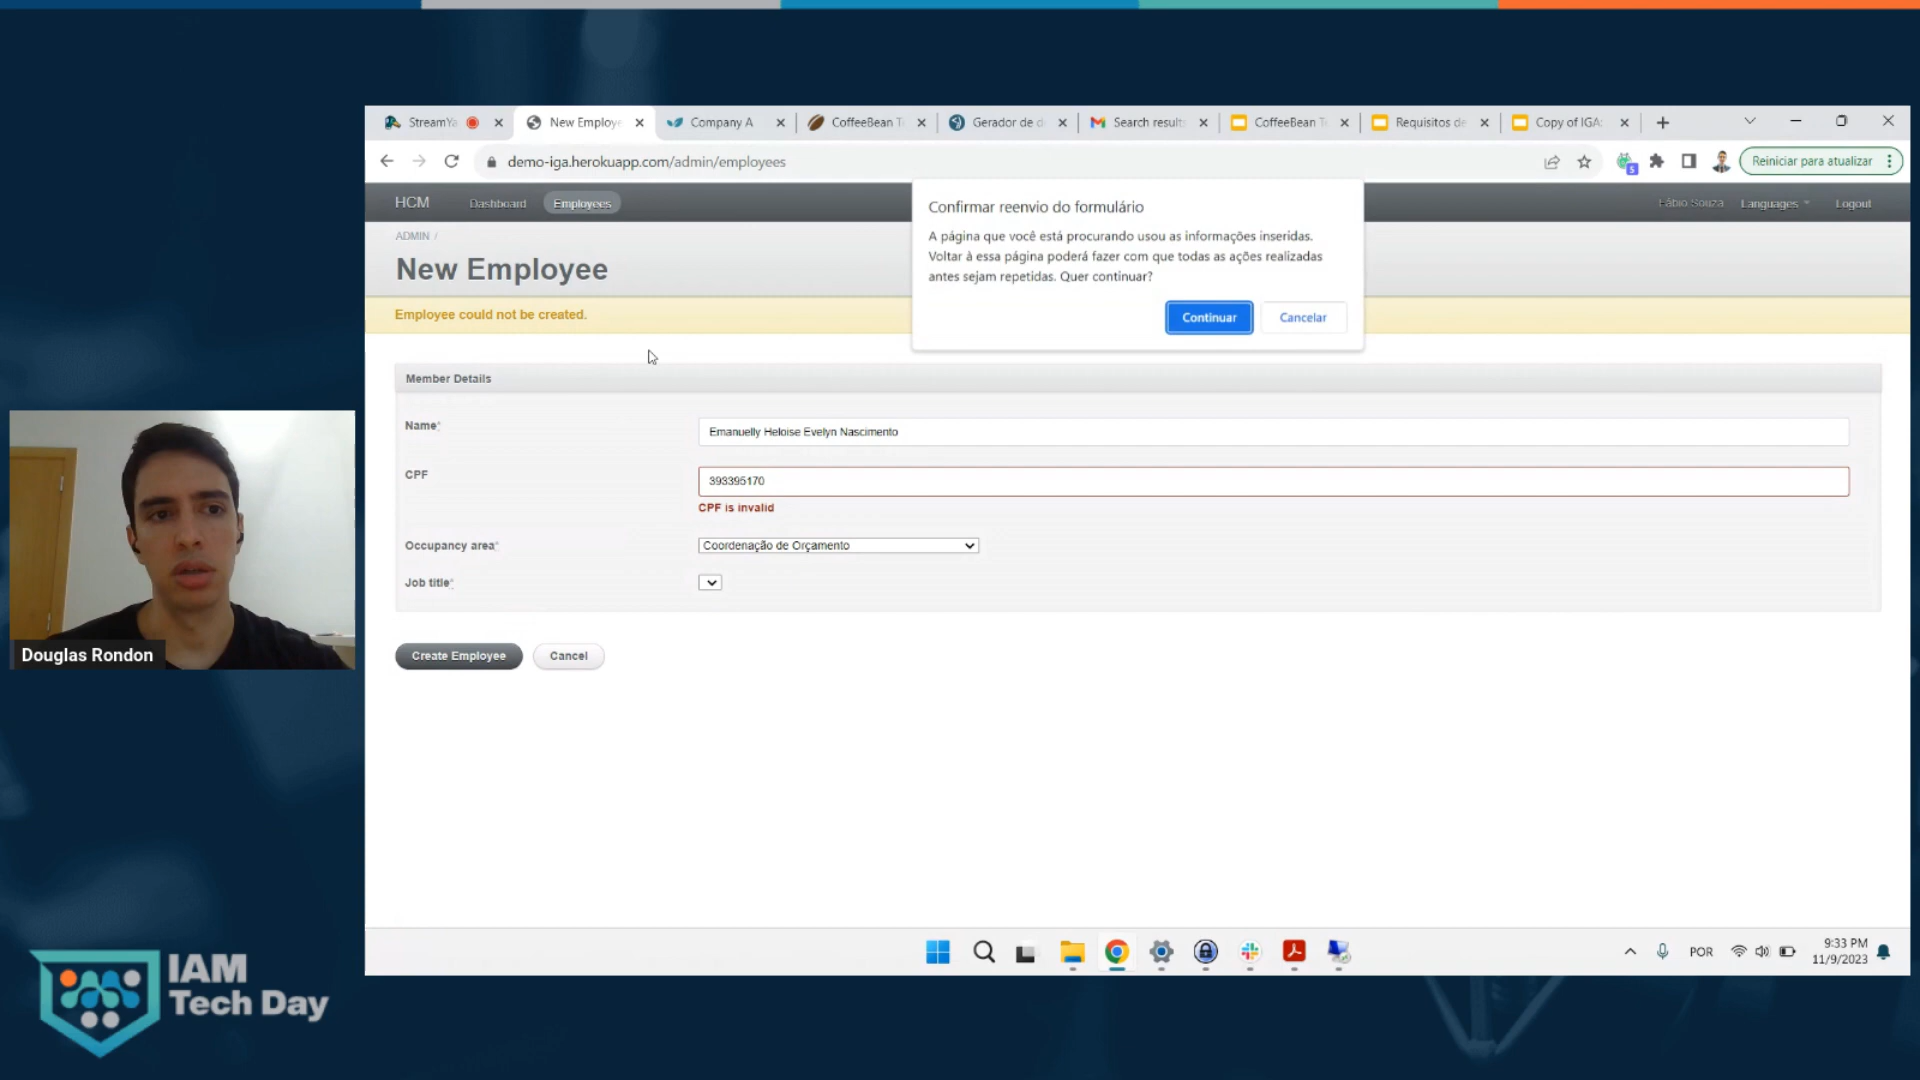 StreamYa
New Employe
Company A
CoffeeBean T
Gerador de d
Search result
CoffeeBean T
Requisitos de
Copy of IGA:
demo-iga.herokuapp.com/admin/employees
5
Reiniciar para atualizar
HCM
Dashboard
Employees
Fábio Souza
Languages
Logout
ADMIN /
New Employee
Employee could not be created.
Confirmar reenvio do formulário
A página que você está procurando usou as informações inseridas.
Voltar à essa página poderá fazer com que todas as ações realizadas
antes sejam repetidas. Quer continuar?
Continuar
Cancelar
Member Details
Name*
Emanuelly Heloise Evelyn Nascimento
CPF
393395170
CPF is invalid
Occupancy area*
Coordenação de Orçamento
Job title*
Create Employee
Cancel
Douglas Rondon
IAM
Tech Day
POR
9:33 PM
11/9/2023